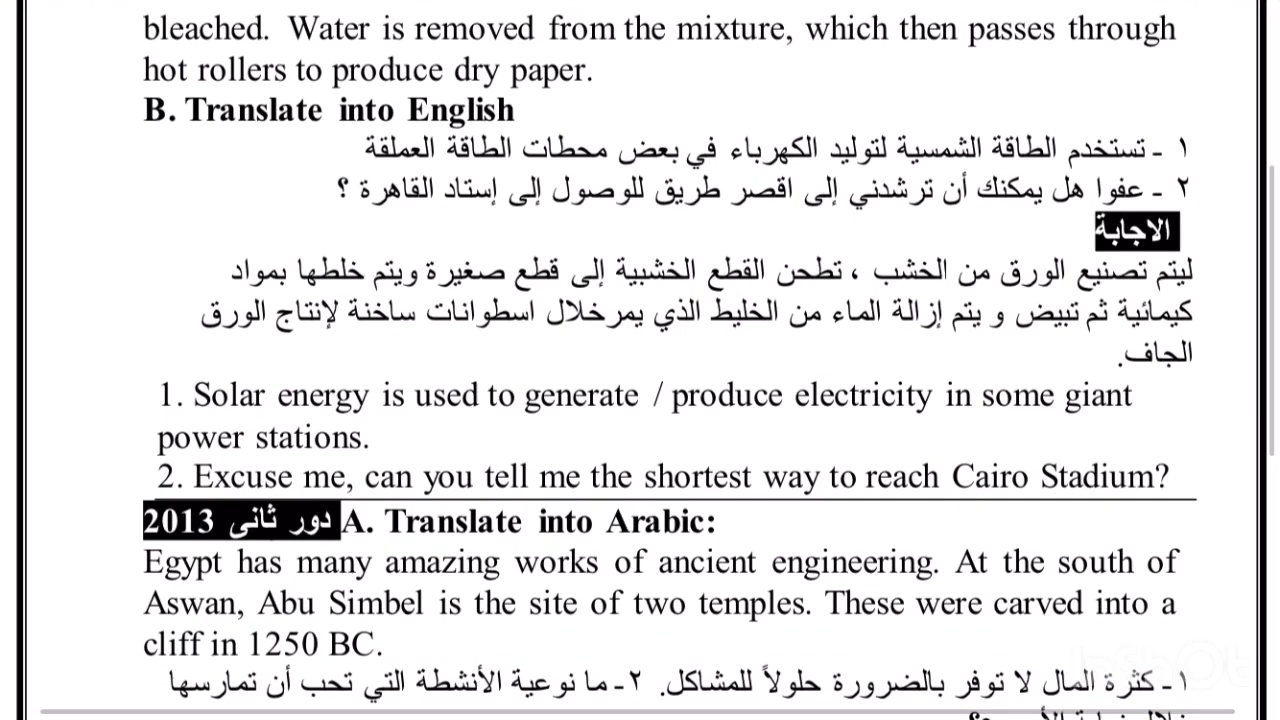 bleached. Water is removed from the mixture, which then passes through
hot rollers to produce dry paper.
B. Translate into English
١ - تستخدم الطاقة الشمسية لتوليد الكهرباء في بعض محطات الطاقة العملقة
٢ - عفوا هل يمكنك أن ترشدني إلى اقصر طريق للوصول إلى إستاد القاهرة ؟
الاجابة
ليتم تصنيع الورق من الخشب ، تطحن القطع الخشبية إلى قطع صغيرة ويتم خلطها بمواد
كيمائية ثم تبيض و يتم إزالة الماء من الخليط الذي يمرخلال اسطوانات ساخنة لإنتاج الورق
الجاف.
1. Solar energy is used to generate / produce electricity in some giant
power stations.
2. Excuse me, can you tell me the shortest way to reach Cairo Stadium?
دور ثانى 2013 A. Translate into Arabic:
Egypt has many amazing works of ancient engineering. At the south of
Aswan, Abu Simbel is the site of two temples. These were carved into a
cliff in 1250 BC.
١ - كثرة المال لا توفر بالضرورة حلولاً للمشاكل. ٢ - ما نوعية الأنشطة التي تحب أن تمارسها